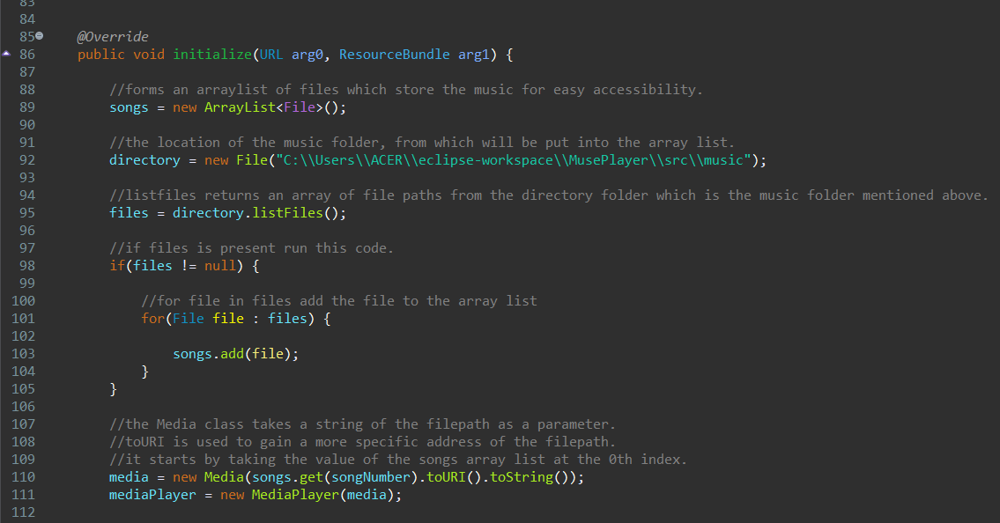 83
84
85 @Override
86 public void initialize(URL arg0, ResourceBundle arg1) {
87
88 //forms an arraylist of files which store the music for easy accessibility.
89 songs = new ArrayList<File>();
90
91 //the location of the music folder, from which will be put into the array list.
92 directory = new File("C:\\Users\\ACER\\eclipse-workspace\\MusePlayer\\src\\music");
93
94 //listfiles returns an array of file paths from the directory folder which is the music folder mentioned above.
95 files = directory.listFiles();
96
97 //if files is present run this code.
98 if(files != null) {
99
100 //for file in files add the file to the array list
101 for(File file : files) {
102
103 songs.add(file);
104 }
105 }
106
107 //the Media class takes a string of the filepath as a parameter.
108 //toURI is used to gain a more specific address of the filepath.
109 //it starts by taking the value of the songs array list at the 0th index.
110 media = new Media(songs.get(songNumber).toURI().toString());
111 mediaPlayer = new MediaPlayer(media);
112